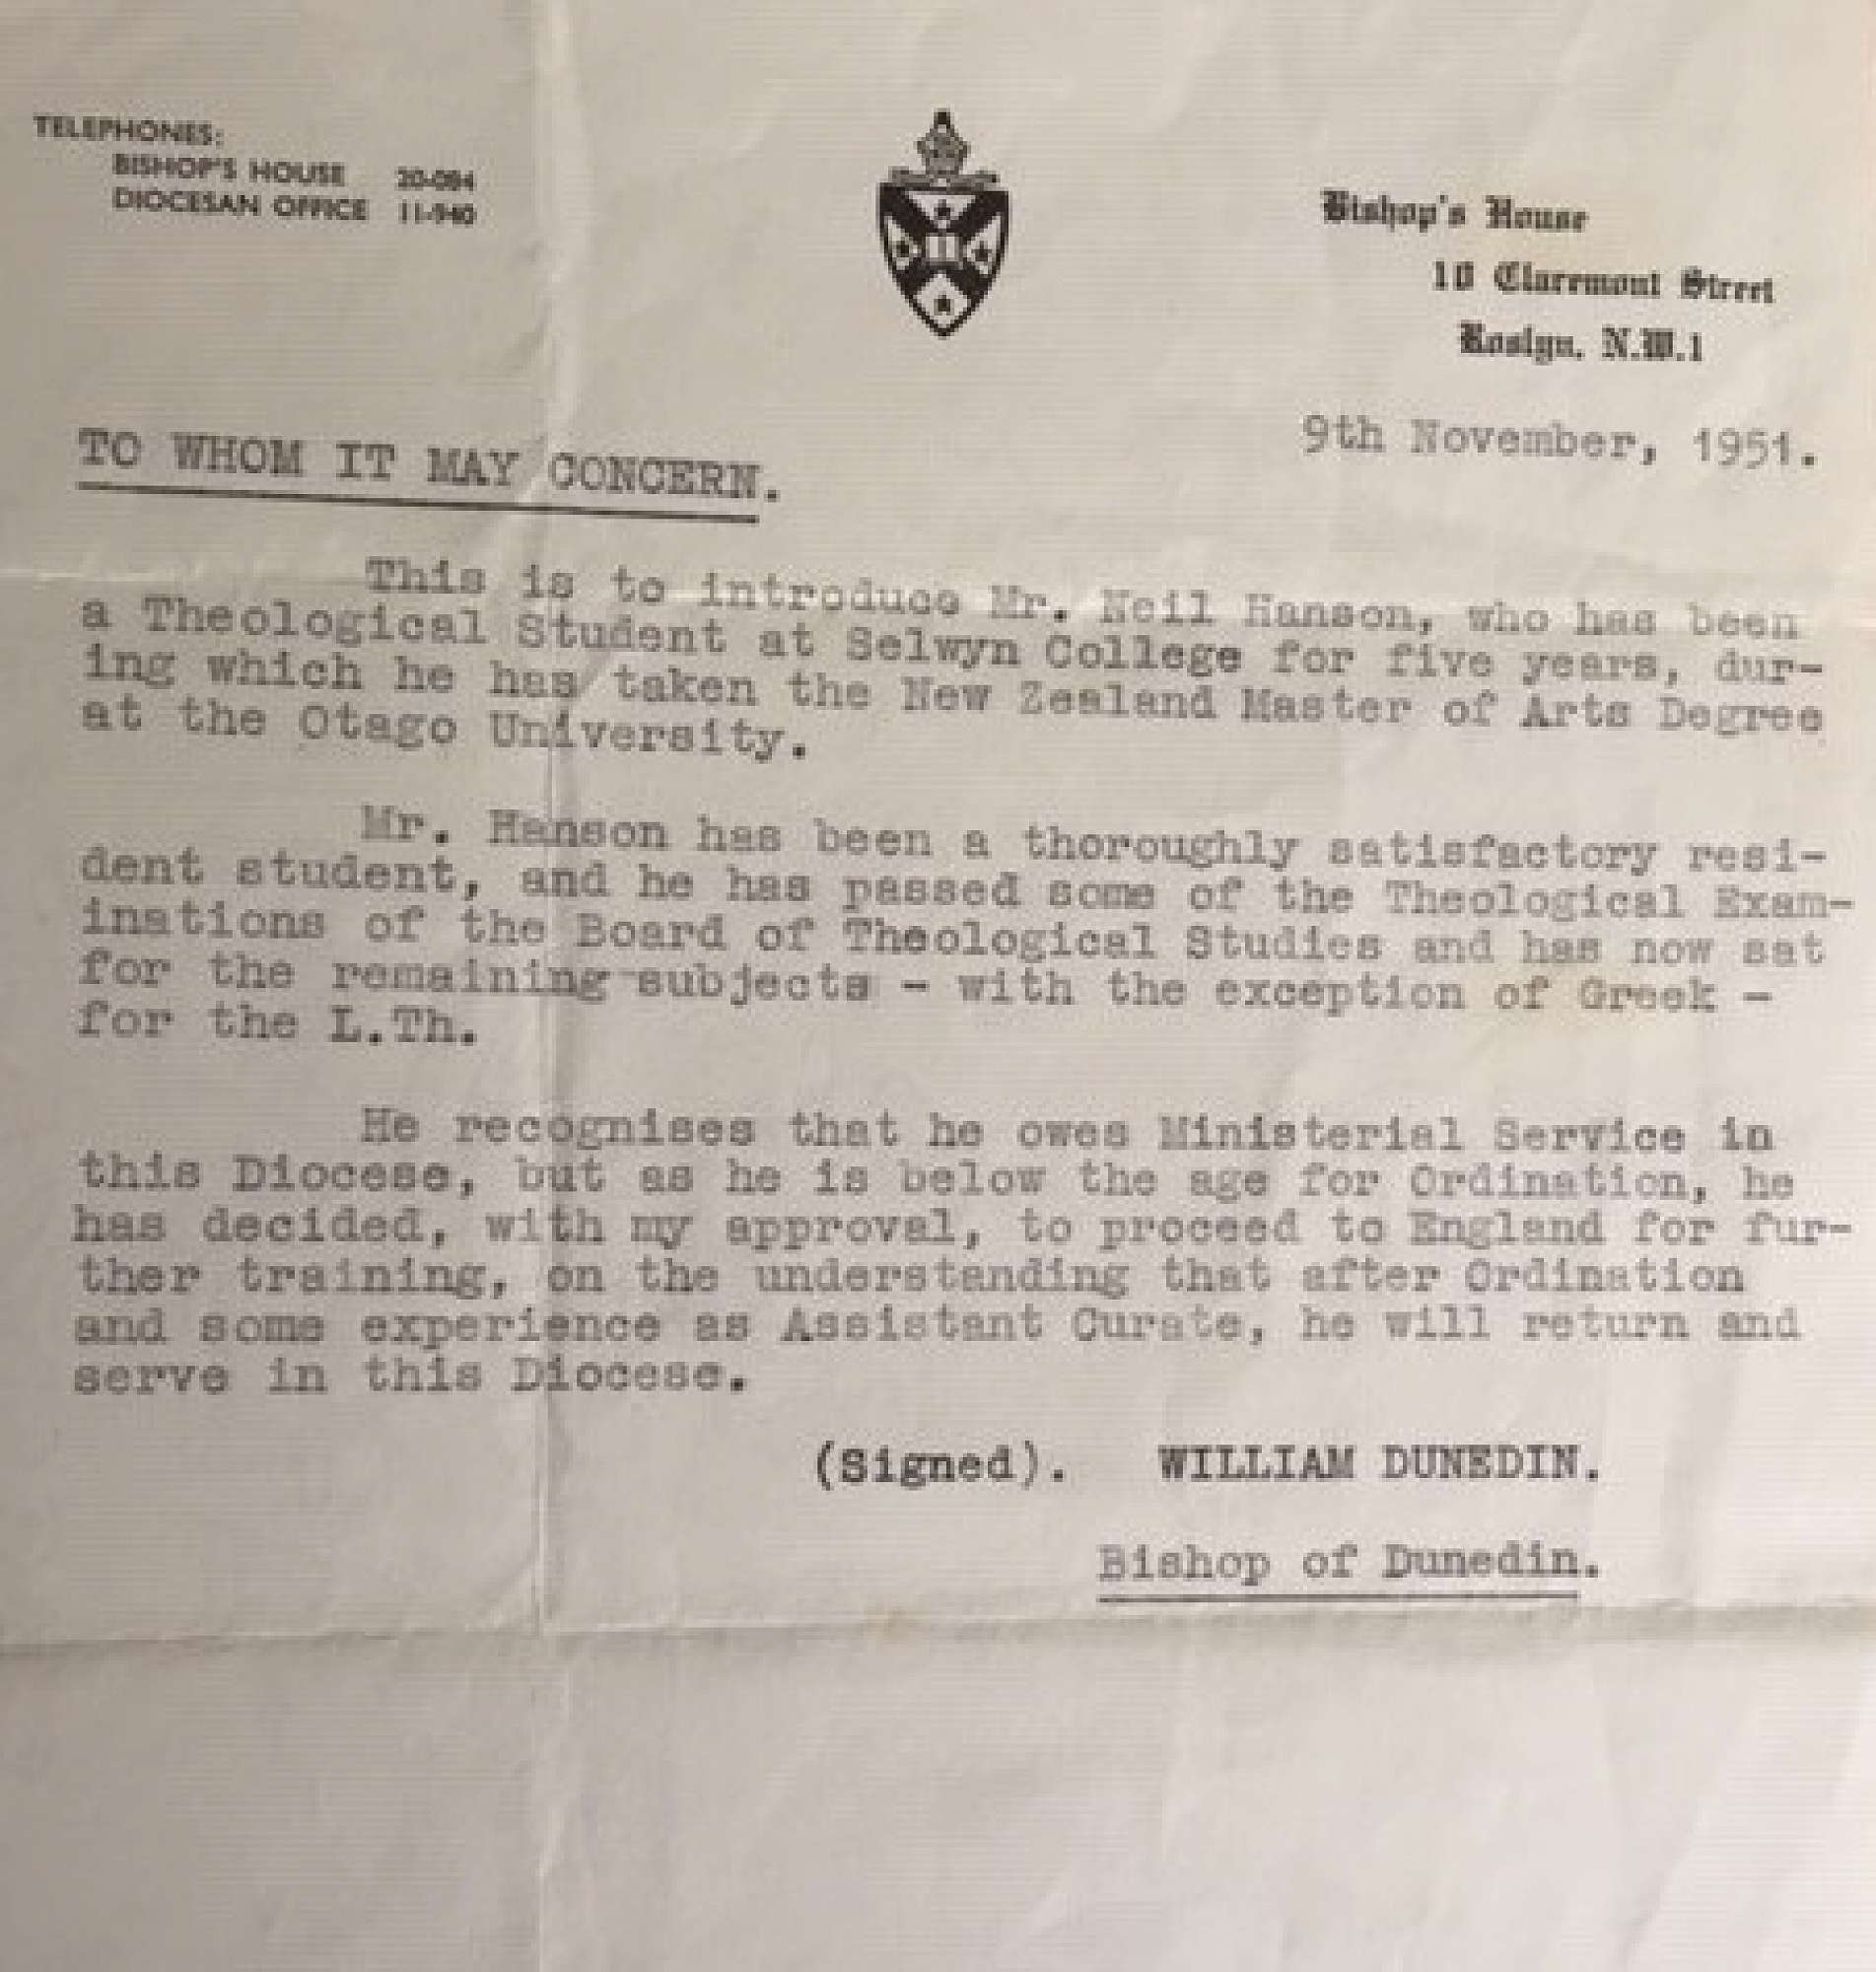 TELEPHONES:
BISHOP'S HOUSE 20-084
DIOCESAN OFFICE 11-940
Bishop's House
10 Claremont Street
Roslyn. N.W.1
9th November, 1951.
TO WHOM IT MAY CONCERN.
This is to introduce Mr. Neil Hanson, who has been
a Theological Student at Selwyn College for five years, dur-
ing which he has taken the New Zealand Master of Arts Degree
at the Otago University.
Mr. Hanson has been a thoroughly satisfactory resi-
dent student, and he has passed some of the Theological Exam-
inations of the Board of Theological Studies and has now sat
for the remaining subjects - with the exception of Greek -
for the L.Th.
He recognises that he owes Ministerial Service in
this Diocese, but as he is below the age for Ordination, he
has decided, with my approval, to proceed to England for fur-
ther training, on the understanding that after Ordination
and some experience as Assistant Curate, he will return and
serve in this Diocese.
(Signed). WILLIAM DUNEDIN.
Bishop of Dunedin.